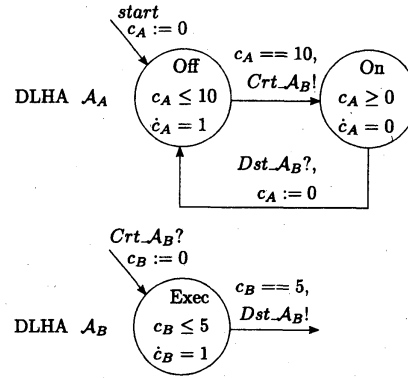 start
c_A := 0
Off
c_A == 10,
On
Crt_A_B!
DLHA A_A
c_A ≤ 10
c_A ≥ 0
ċ_A = 1
ċ_A = 0
Dst_A_B?,
c_A := 0
Crt_A_B?
c_B := 0
Exec
c_B == 5,
DLHA A_B
c_B ≤ 5
Dst_A_B!
ċ_B = 1